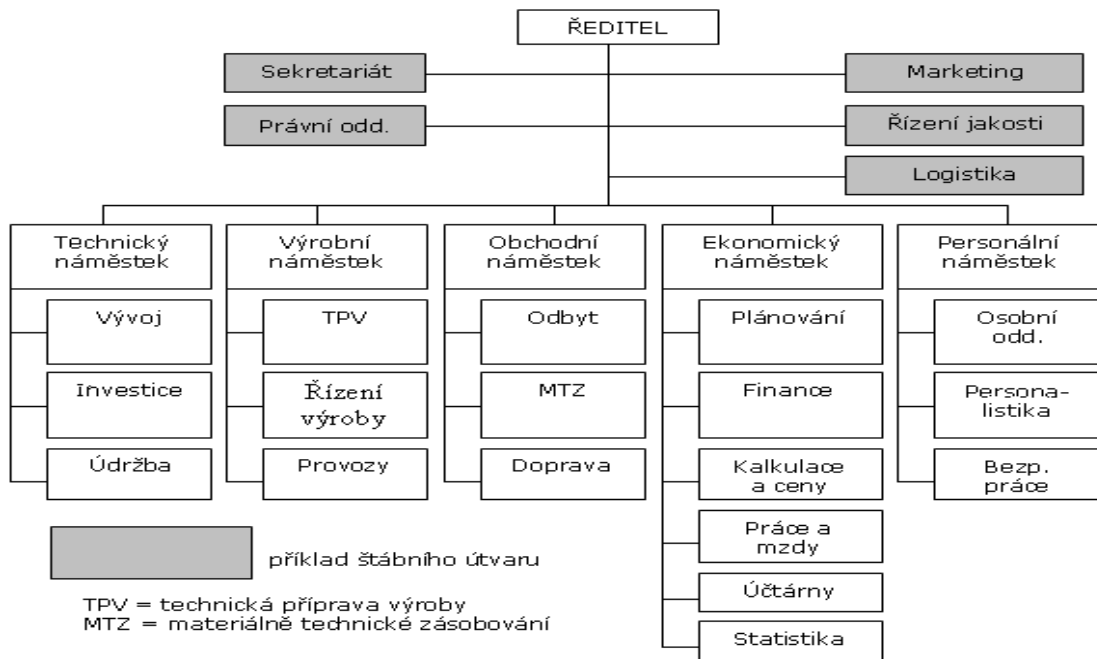 ŘEDITEL
Sekretariát
Marketing
Právní odd.
Řízení jakosti
Logistika
Technický
náměstek
Výrobní
náměstek
Obchodní
náměstek
Ekonomický
náměstek
Personální
náměstek
Vývoj
TPV
Odbyt
Plánování
Osobní
odd.
Investice
Řízení
výroby
MTZ
Finance
Persona-
listika
Údržba
Provozy
Doprava
Kalkulace
a ceny
Bezp.
práce
Práce a
mzdy
Účtárny
Statistika
příklad štábního útvaru
TPV = technická příprava výroby
MTZ = materiálně technické zásobování